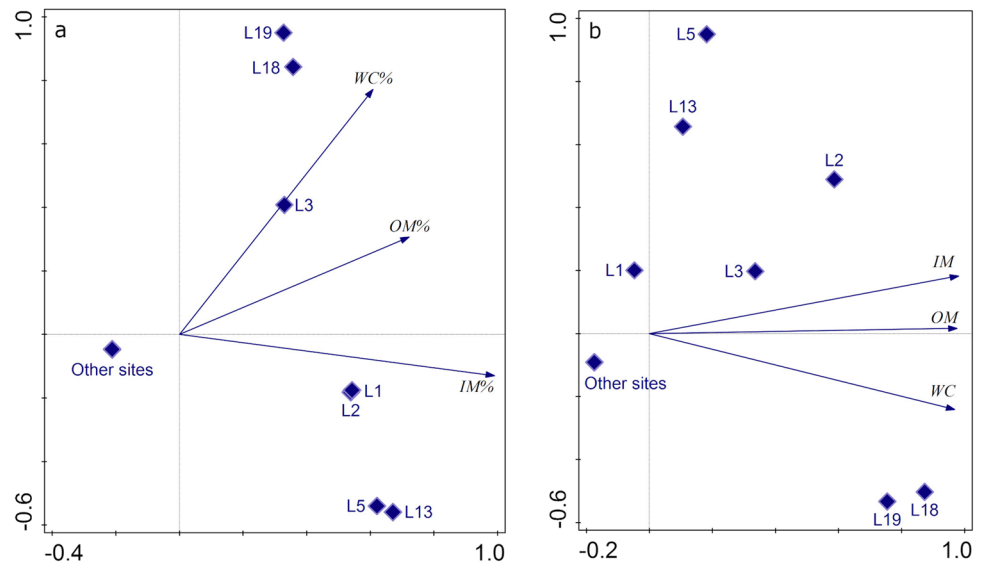 a
1.0
L19
L18
WC%
L3
OM%
Other sites
IM%
L1
L2
L5
L13
-0.6
-0.4
1.0
b
1.0
L5
L13
L2
L1
L3
IM
OM
Other sites
WC
L19
L18
-0.6
-0.2
1.0